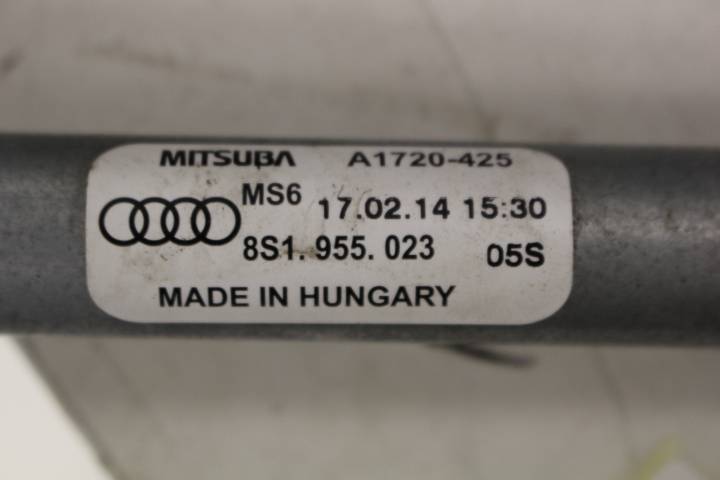 MITSUBA A1720-425
MS6 17.02.14 15:30
8S1. 955. 023 05S
MADE IN HUNGARY